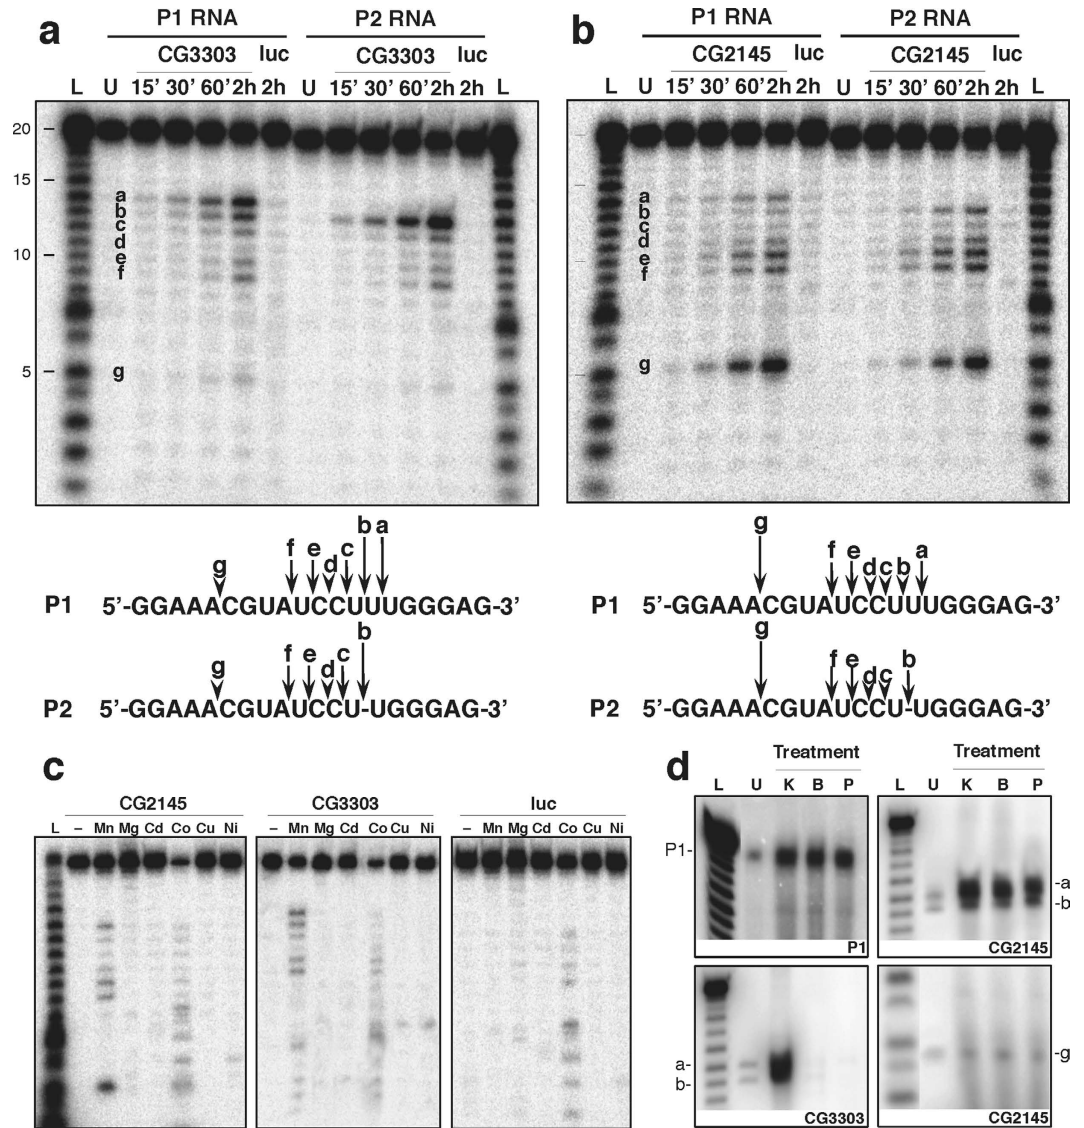 a
P1 RNA
P2 RNA
CG3303
luc
CG3303
luc
L U 15’ 30’ 60’ 2h 2h U 15’ 30’ 60’ 2h 2h L
20
15
10
5
a
b
c
d
e
f
g
b
P1 RNA
P2 RNA
CG2145
luc
CG2145
luc
L U 15’ 30’ 60’ 2h 2h U 15’ 30’ 60’ 2h 2h L
a
b
c
d
e
f
g
g f e d c b a
P1 5’-GGAAACGUAUCCUUUGGGAG-3’
g f e d c b
P2 5’-GGAAACGUAUCCU-UGGGAG-3’
g f e d c b a
P1 5’-GGAAACGUAUCCUUUGGGAG-3’
g f e d c b
P2 5’-GGAAACGUAUCCU-UGGGAG-3’
c
CG2145
CG3303
luc
L – Mn Mg Cd Co Cu Ni
– Mn Mg Cd Co Cu Ni
– Mn Mg Cd Co Cu Ni
d
Treatment
L U K B P
P1-
P1
Treatment
L U K B P
-a
-b
CG2145
a-
b-
CG3303
-g
CG2145